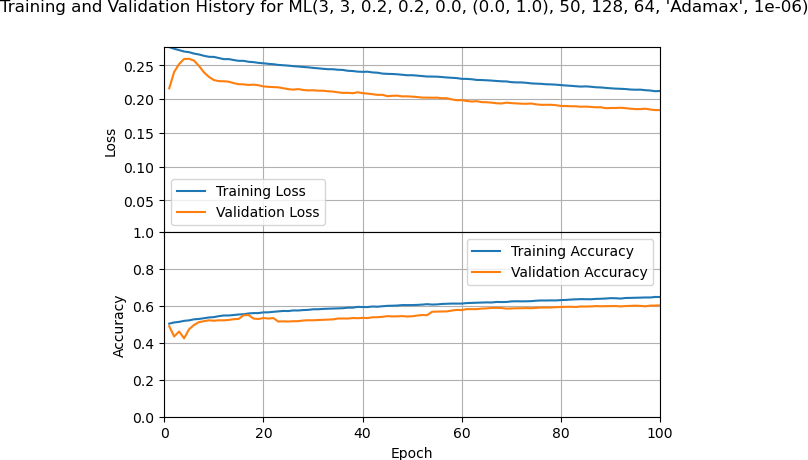 Training and Validation History for ML(3, 3, 0.2, 0.2, 0.0, (0.0, 1.0), 50, 128, 64, 'Adamax', 1e-06)
0.25
0.20
0.15
0.10
0.05
Loss
Training Loss
Validation Loss
1.0
0.8
0.6
0.4
0.2
0.0
Accuracy
Training Accuracy
Validation Accuracy
0 20 40 60 80 100
Epoch